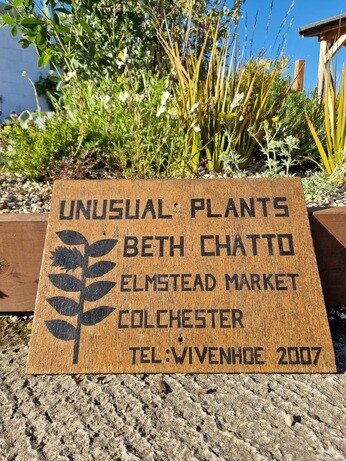 UNUSUAL PLANTS
BETH CHATTO
ELMSTEAD MARKET
COLCHESTER
TEL: WIVENHOE 2007